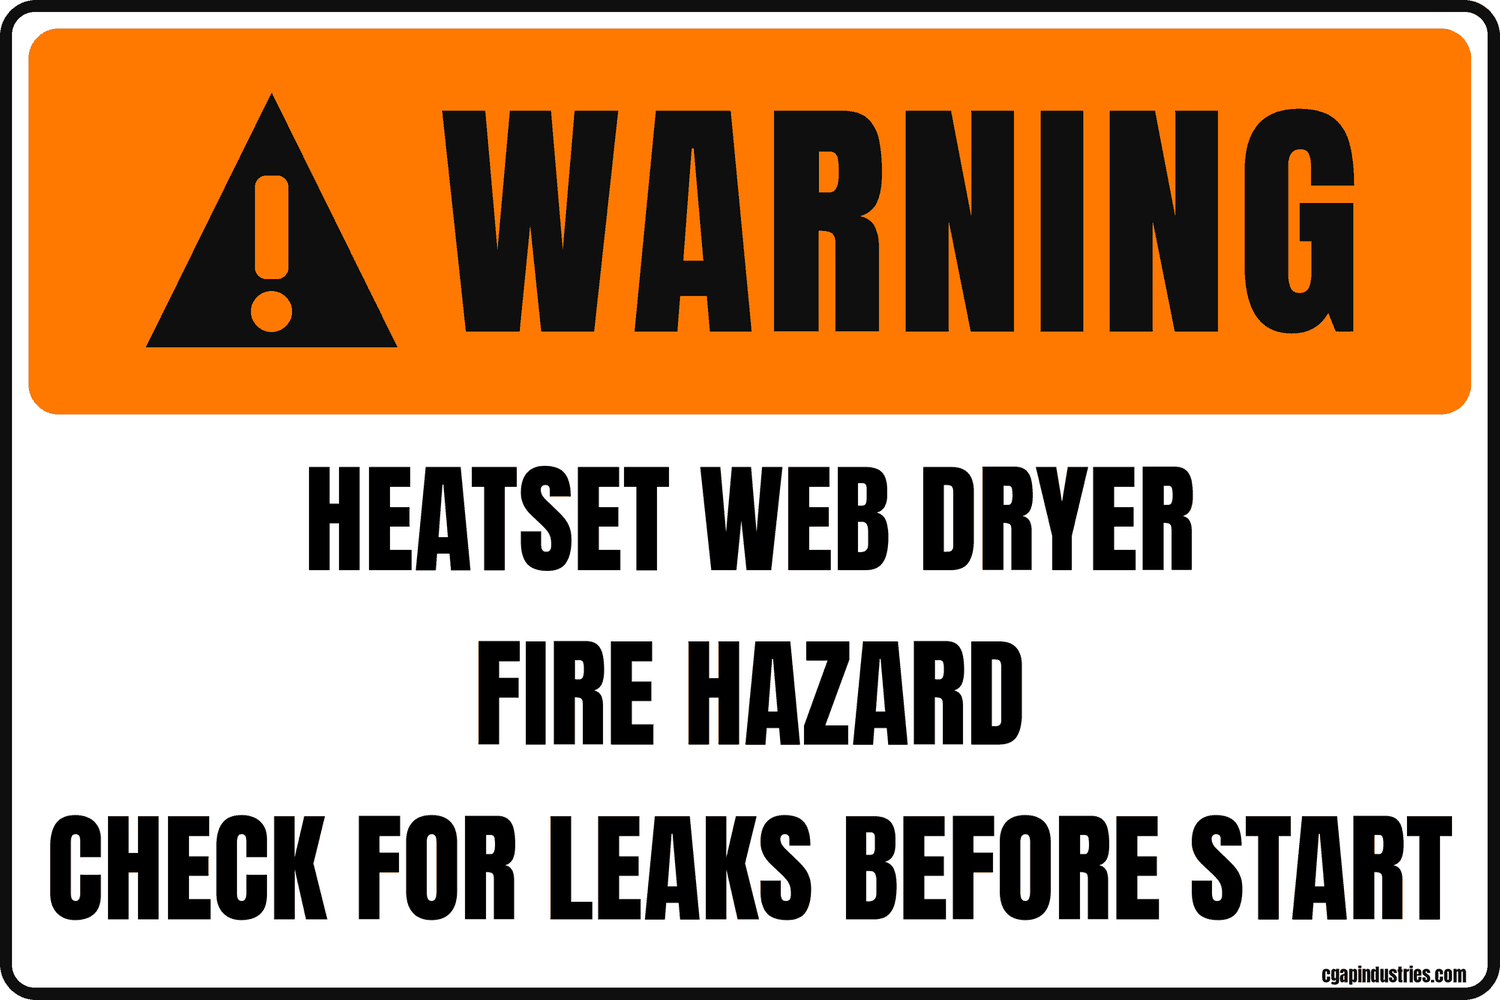 WARNING
HEATSET WEB DRYER
FIRE HAZARD
CHECK FOR LEAKS BEFORE START
cgapindustries.com